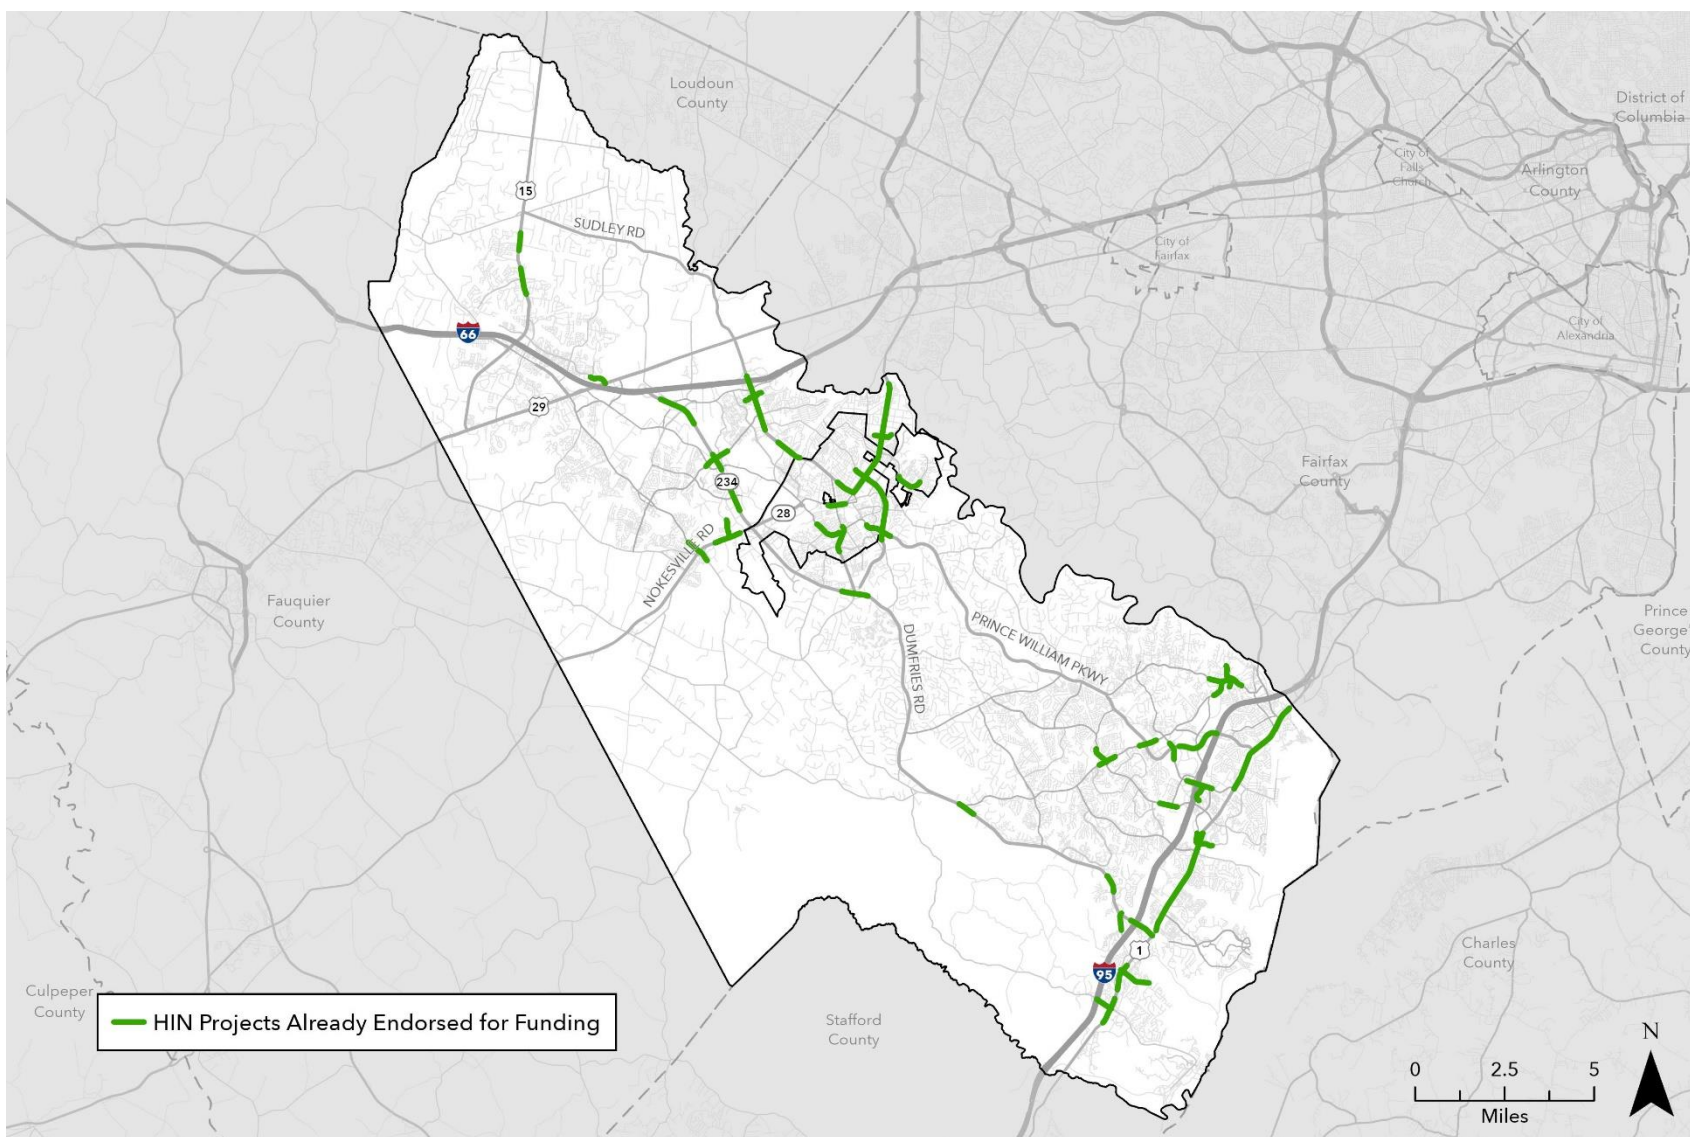 Loudoun
County
District of
Columbia
City of
Falls
Church
Arlington
County
15
SUDLEY RD
City of
Fairfax
66
City of
Alexandria
29
234
28
Fairfax
County
NOKESVILLE RD
Fauquier
County
Prince
George'
County
PRINCE WILLIAM PKWY
DUMFRIES RD
1
95
Charles
County
Culpeper
County
HIN Projects Already Endorsed for Funding
Stafford
County
N
0 2.5 5
Miles